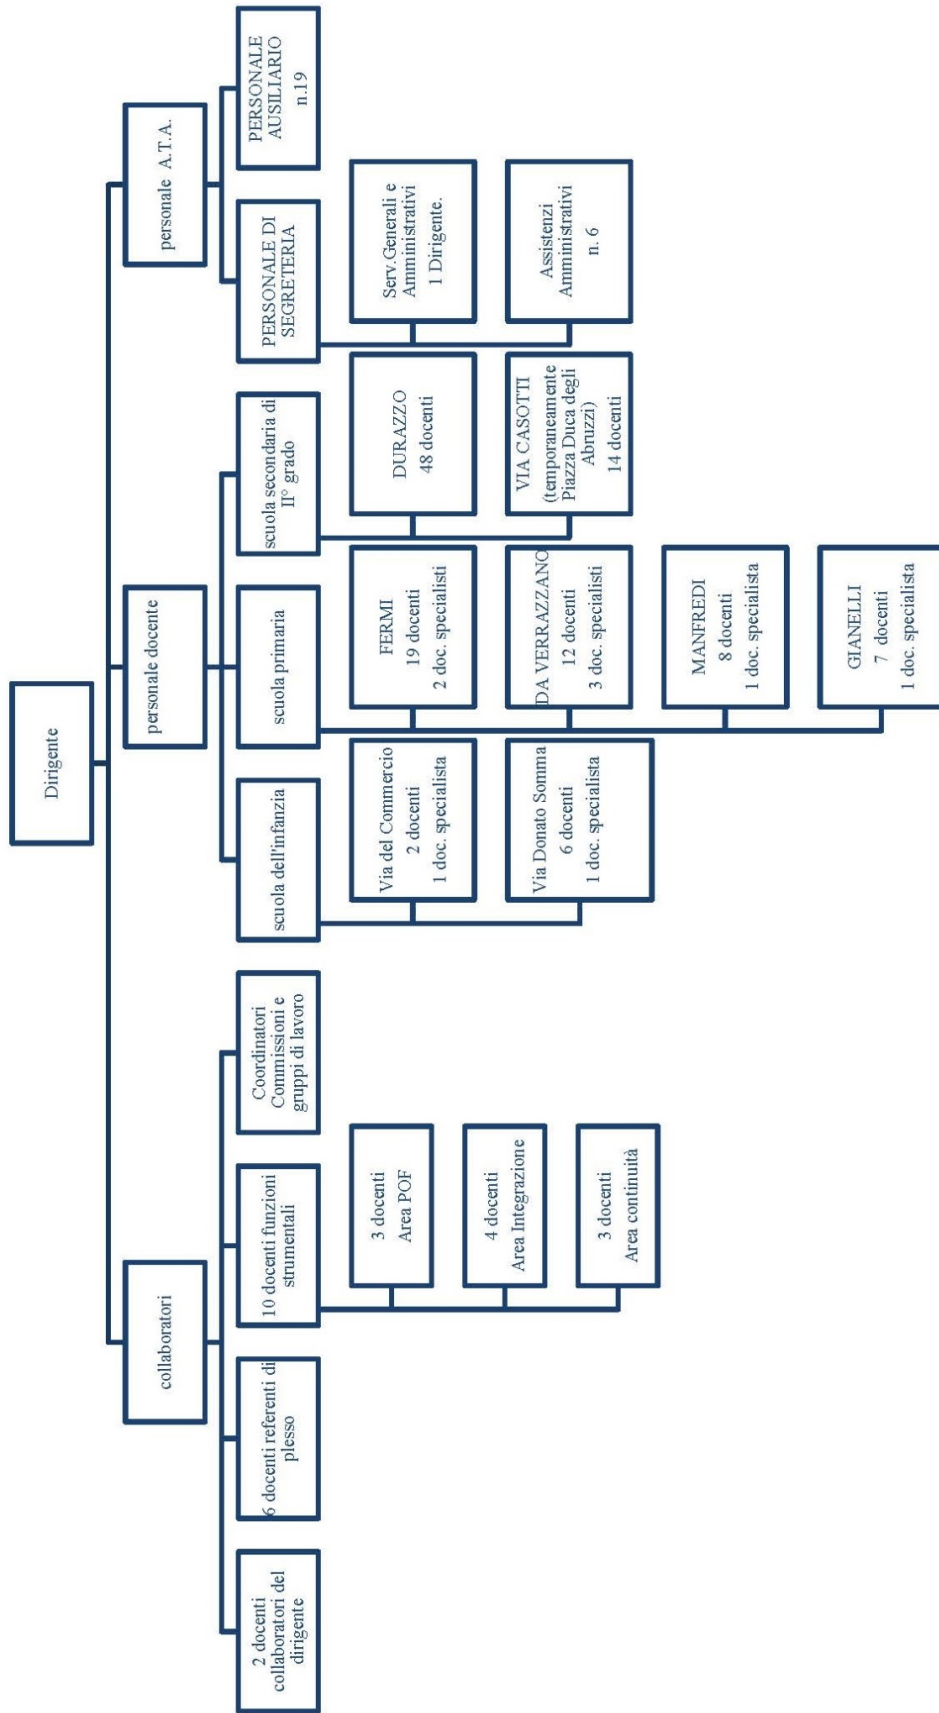 Dirigente
collaboratori
personale docente
personale A.T.A.
2 docenti
collaboratori del
dirigente
6 docenti referenti di
plesso
10 docenti funzioni
strumentali
Coordinatori
Commissioni e
gruppi di lavoro
scuola dell'infanzia
scuola primaria
scuola secondaria di
II° grado
PERSONALE DI
SEGRETERIA
PERSONALE
AUSILIARIO
n.19
3 docenti
Area POF
4 docenti
Area Integrazione
3 docenti
Area continuità
Via del Commercio
2 docenti
1 doc. specialista
Via Donato Somma
6 docenti
1 doc. specialista
FERMI
19 docenti
2 doc. specialisti
DA VERRAZZANO
12 docenti
3 doc. specialisti
MANFREDI
8 docenti
1 doc. specialista
GIANELLI
7 docenti
1 doc. specialista
DURAZZO
48 docenti
VIA CASOTTI
(temporaneamente
Piazza Duca degli
Abruzzi)
14 docenti
Serv.Generali e
Amministrativi
1 Dirigente.
Assistenzi
Amministrativi
n. 6